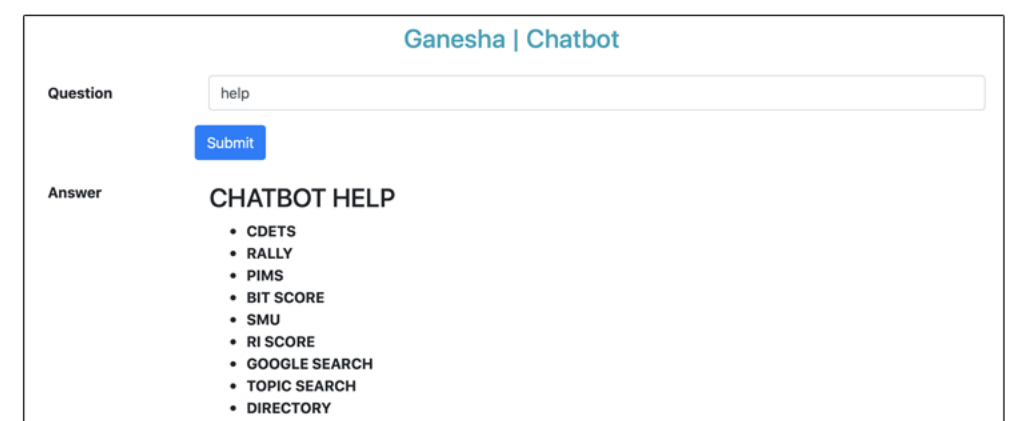 Ganesha | Chatbot
Question
help
Submit
Answer
CHATBOT HELP
• CDETS
• RALLY
• PIMS
• BIT SCORE
• SMU
• RI SCORE
• GOOGLE SEARCH
• TOPIC SEARCH
• DIRECTORY